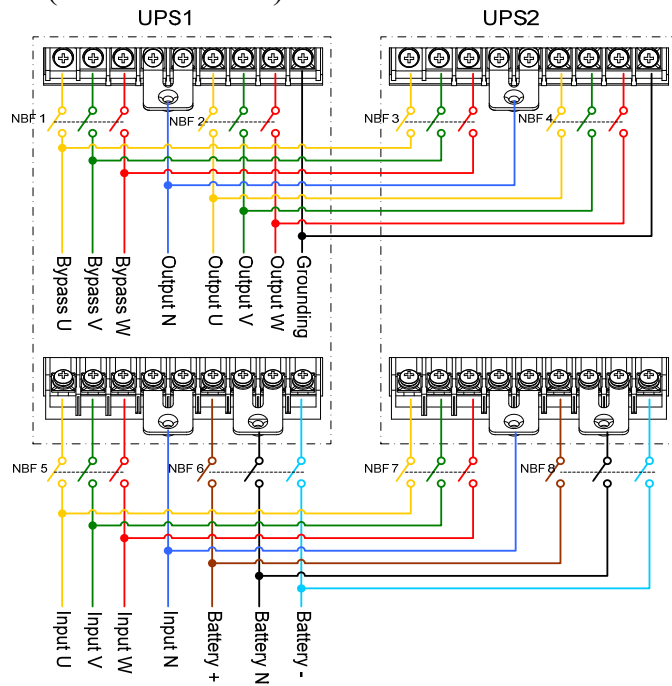 UPS1
UPS2
NBF 1
NBF 2
NBF 3
NBF 4
Bypass U
Bypass V
Bypass W
Output N
Output U
Output V
Output W
Grounding
NBF 5
NBF 6
NBF 7
NBF 8
Input U
Input V
Input W
Input N
Battery +
Battery N
Battery -